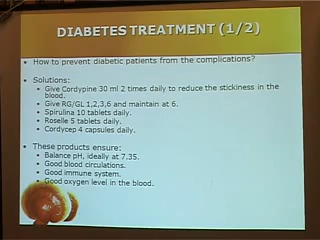 DIABETES TREATMENT (1/2)
• How to prevent diabetic patients from the complications?
• Solutions:
• Give Cordypine 30 ml 2 times daily to reduce the stickiness in the
blood.
• Give RG/GL 1,2,3,6 and maintain at 6.
• Spirulina 10 tablets daily.
• Roselle 5 tablets daily.
• Cordycep 4 capsules daily.
• These products ensure:
• Balance pH, ideally at 7.35.
• Good blood circulations.
• Good immune system.
• Good oxygen level in the blood.